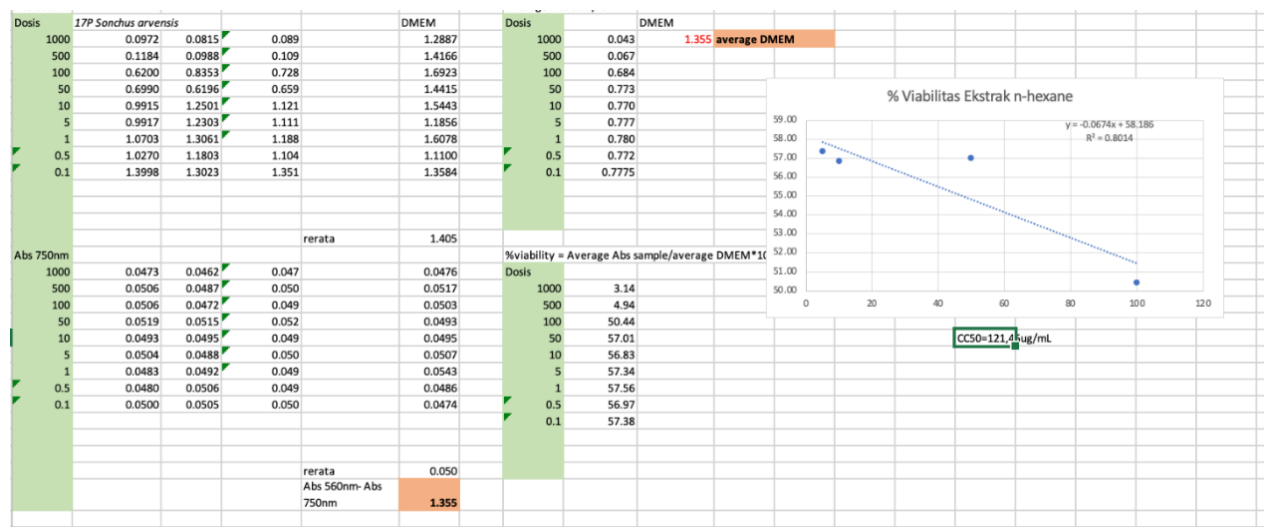 Dosis 17P Sonchus arvensis DMEM Dosis DMEM
1000 0.0972 0.0815 0.089 1.2887 1000 0.043 1.355 average DMEM
500 0.1184 0.0988 0.109 1.4166 500 0.067
100 0.6200 0.8353 0.728 1.6923 100 0.684
50 0.6990 0.6196 0.659 1.4415 50 0.773
10 0.9915 1.2501 1.121 1.5443 10 0.770
5 0.9917 1.2303 1.111 1.1856 5 0.777
1 1.0703 1.3061 1.188 1.6078 1 0.780
0.5 1.0270 1.1803 1.104 1.1100 0.5 0.772
0.1 1.3998 1.3023 1.351 1.3584 0.1 0.7775
rerata 1.405
Abs 750nm %viability = Average Abs sample/average DMEM*10
1000 0.0473 0.0462 0.047 0.0476 Dosis
500 0.0506 0.0487 0.050 0.0517 1000 3.14
100 0.0506 0.0472 0.049 0.0503 500 4.94
50 0.0519 0.0515 0.052 0.0493 100 50.44
10 0.0493 0.0495 0.049 0.0495 50 57.01
5 0.0504 0.0488 0.050 0.0507 10 56.83
1 0.0483 0.0492 0.049 0.0543 5 57.34
0.5 0.0480 0.0506 0.049 0.0486 1 57.56
0.1 0.0500 0.0505 0.050 0.0474 0.5 56.97
0.1 57.38
rerata 0.050
Abs 560nm- Abs
750nm 1.355
% Viabilitas Ekstrak n-hexane
y = -0.0674x + 58.186
R² = 0.8014
59.00
58.00
57.00
56.00
55.00
54.00
53.00
52.00
51.00
50.00
0 20 40 60 80 100 120